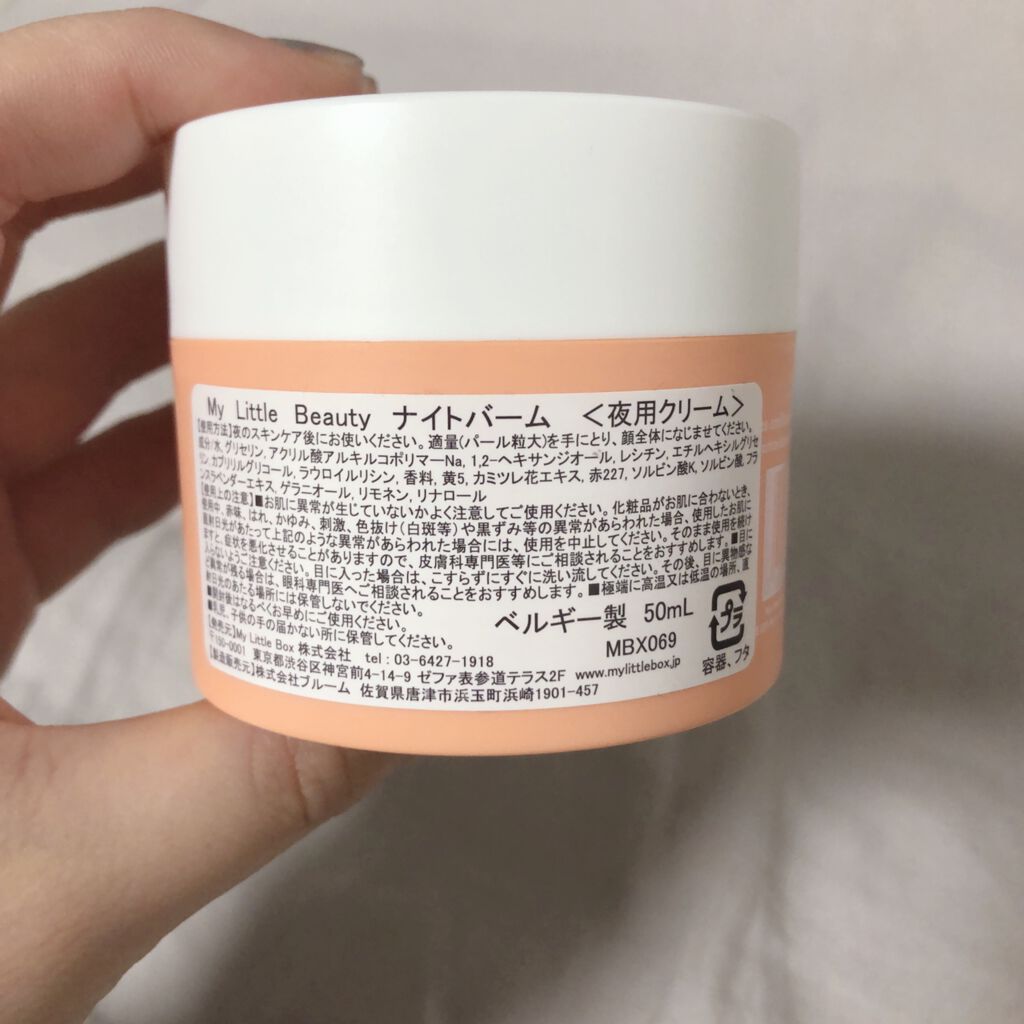 My Little Beauty ナイトバーム <夜用クリーム>
【使用方法】夜のスキンケア後にお使いください。適量(パール粒大)を手にとり、顔全体になじませてください。
成分/水, グリセリン, アクリル酸アルキルコポリマーNa, 1,2-ヘキサンジオール, レシチン, エチルヘキシルグリセ
リン, カプリリルグリコール, ラウロイルリシン, 香料, 黄5, カミツレ花エキス, 赤227, ソルビン酸K, ソルビン酸, フラ
ンスラベンダーエキス, ゲラニオール, リモネン, リナロール
【使用上の注意】■お肌に異常が生じていないかよく注意してご使用ください。化粧品がお肌に合わないとき、
使用中、赤味、はれ、かゆみ、刺激、色抜け(白斑等)や黒ずみ等の異常があらわれた場合、使用したお肌に
直射日光があたって上記のような異常があらわれた場合には、使用を中止してください。そのまま使用を続け
ますと、症状を悪化させることがありますので、皮膚科専門医等にご相談されることをおすすめします。■目に
入らないようご注意ください。目に入った場合は、こすらずにすぐに洗い流してください。その後、目に異物感な
ど異常が残る場合は、眼科専門医へご相談されることをおすすめします。■極端に高温又は低温の場所、直
射日光のあたる場所には保管しないでください。
■開封後はなるべくお早めにご使用ください。
■乳児、子供の手の届かない所に保管してください。
ベルギー製 50mL
MBX069
プラ
容器、フタ
【発売元】My Little Box 株式会社 tel : 03-6427-1918
〒150-0001 東京都渋谷区神宮前4-14-9 ゼファ表参道テラス2F www.mylittlebox.jp
【製造販売元】株式会社ブルーム 佐賀県唐津市浜玉町浜崎1901-457